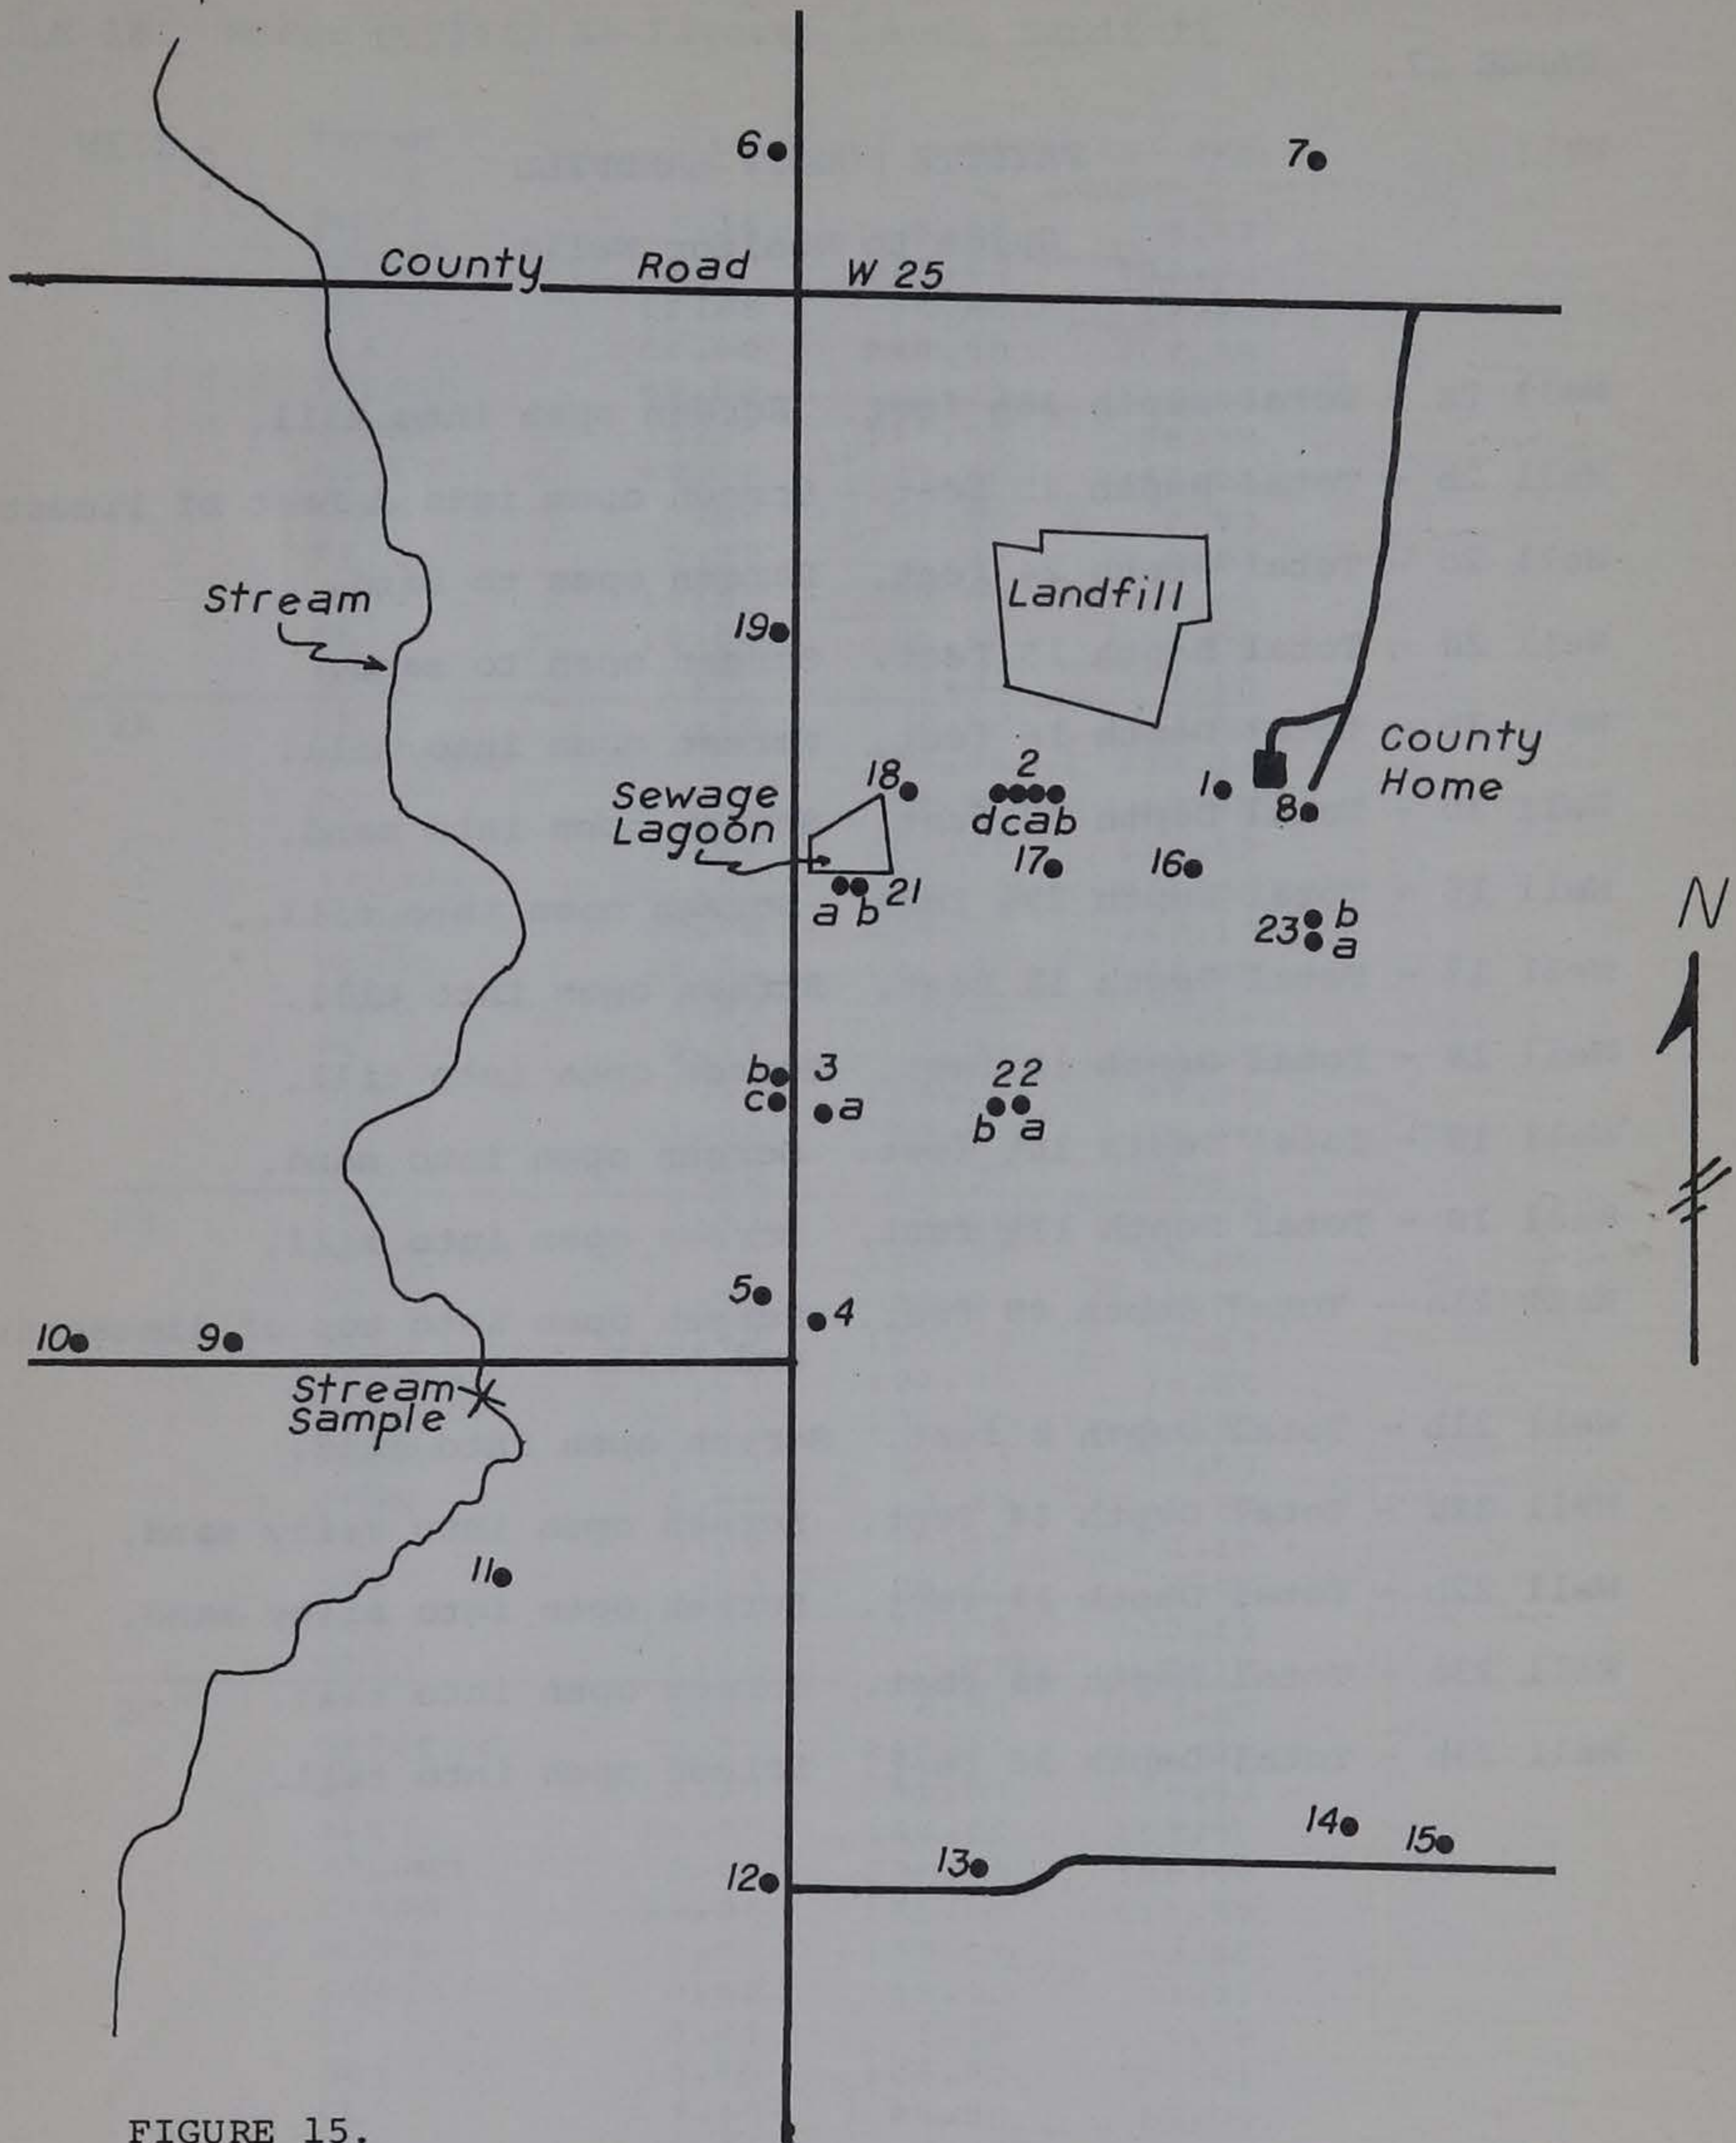 6
7
County Road W 25
Stream
19
Landfill
County
Home
Sewage
Lagoon
18
2
dcab
1
8
17
16
a b 21
23 b
a
N
b 3
c a
22
b a
5
4
10
9
Stream
Sample
11
12
13
14
15
FIGURE 15.